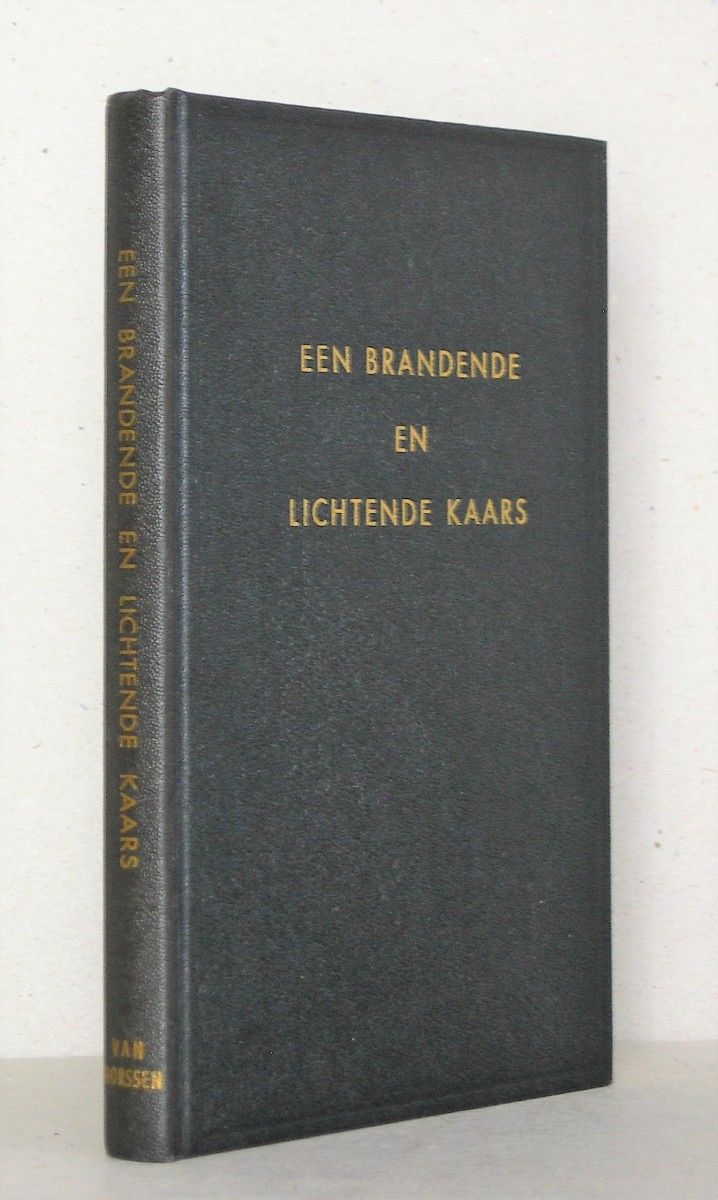 EEN BRANDENDE EN LICHTENDE KAARS
VAN
EEN BRANDENDE
EN
LICHTENDE KAARS